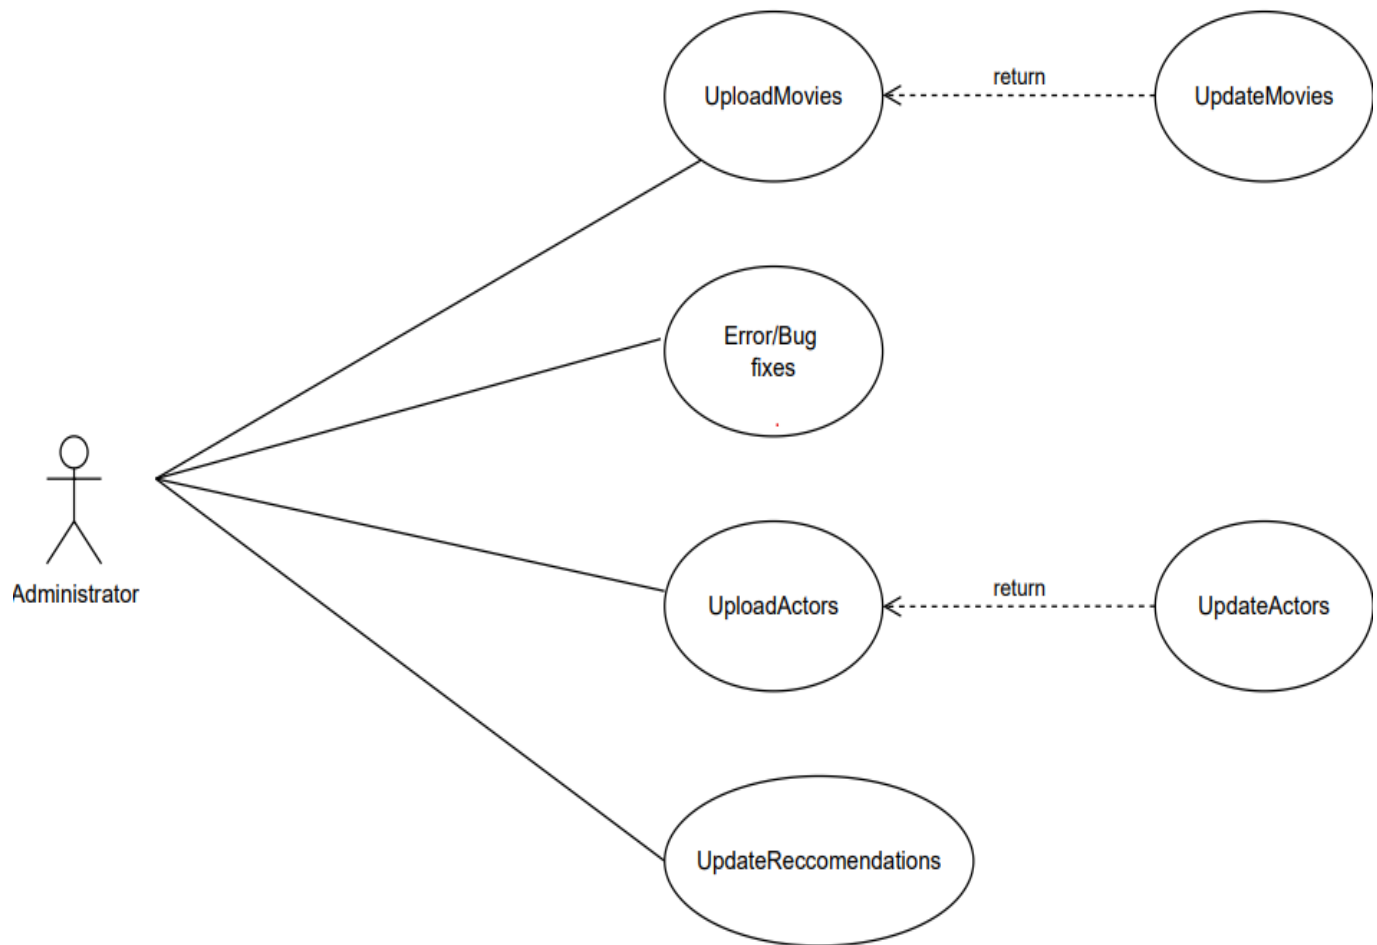 UploadMovies
return
UpdateMovies
Error/Bug
fixes
Administrator
UploadActors
return
UpdateActors
UpdateReccomendations